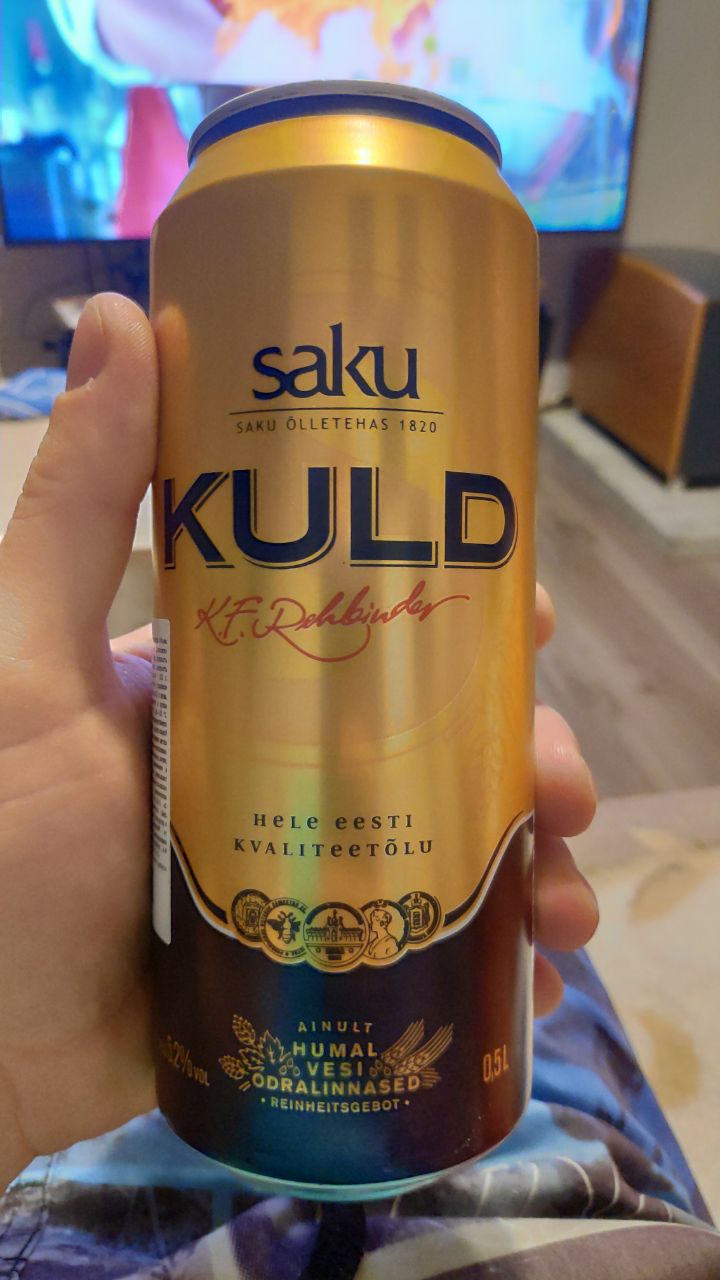 saku
SAKU ÕLLETEHAS 1820
KULD
K.F. Rehbinder
HELE EESTI
KVALITEETÕLU
AINULT
HUMAL
VESI
ODRALINNASED
• REINHEITSGEBOT •
5,2% VOL
0,5L